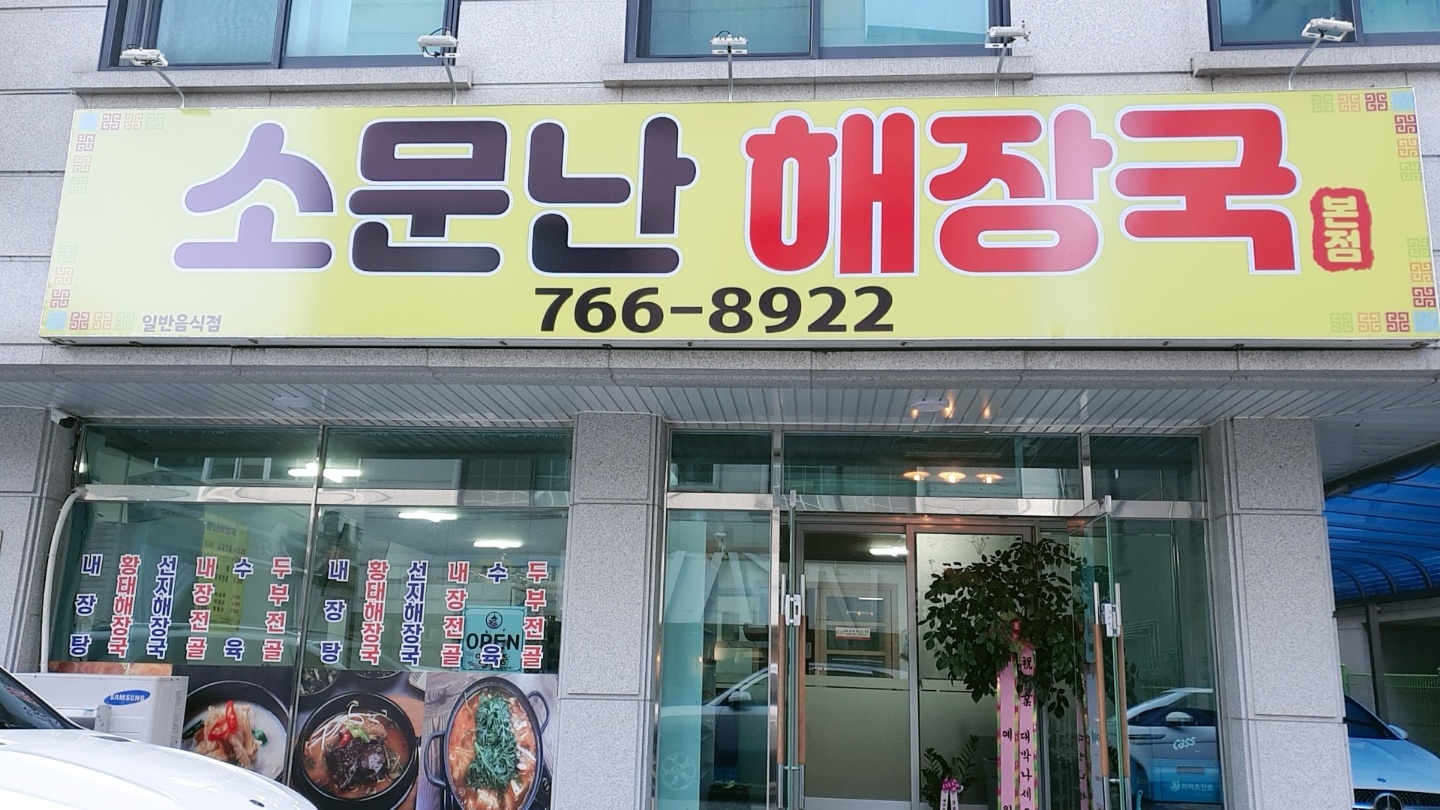 소문난 해장국 본점
766-8922
일반음식점
내장탕
황태해장국
선지해장국
내장전골
수육
두부전골
내장탕
황태해장국
선지해장국
내장전골
수육
두부전골
OPEN
SAMSUNG
대박나세
Cass